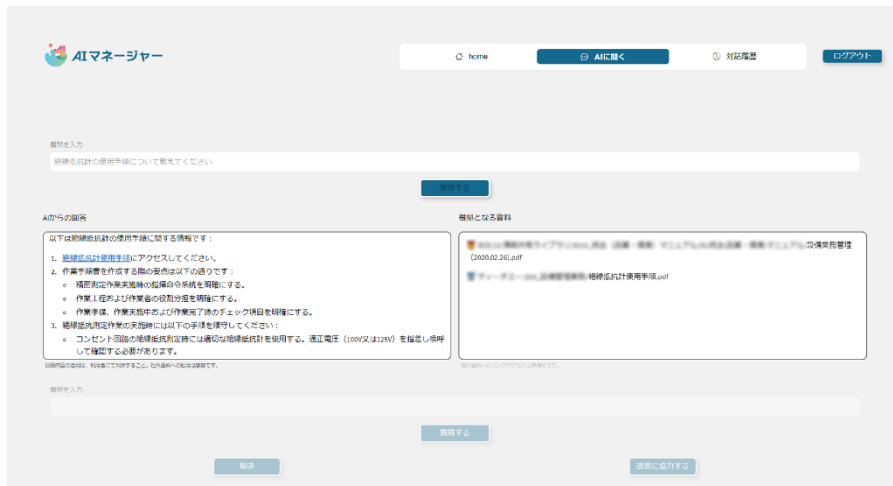 AIマネージャー
home
AIに聞く
対話履歴
ログアウト
質問を入力
絶縁抵抗計の使用手順について教えてください
質問する
AIからの回答
根拠となる資料
以下は絶縁抵抗計の使用手順に関する情報です：
1. 絶縁抵抗計使用手順にアクセスしてください。
2. 作業手順書を作成する際の要点は以下の通りです：
精密測定作業実施時の指揮命令系統を明確にする。
作業工程および作業者の役割分担を明確にする。
作業準備、作業実施中および作業完了時のチェック項目を明確にする。
3. 絶縁抵抗測定作業の実施時には以下の手順を順守してください：
コンセント回路の絶縁抵抗測定時には適切な絶縁抵抗計を使用する。適正電圧（100V又は125V）を指差し喚呼
して確認する必要があります。
設備業務管理
(2020.02.26).pdf
絶縁抵抗計使用手順.pdf
質問を入力
質問する
解決
改善に協力する